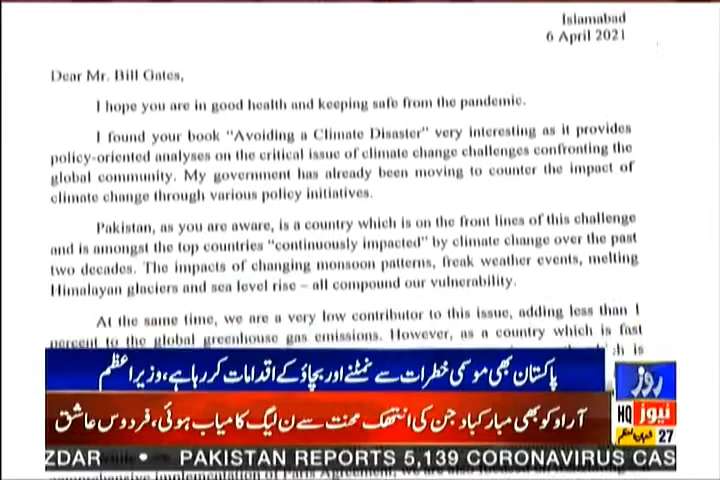 Islamabad
6 April 2021
Dear Mr. Bill Gates,
I hope you are in good health and keeping safe from the pandemic.
I found your book "Avoiding a Climate Disaster" very interesting as it provides
policy-oriented analyses on the critical issue of climate change challenges confronting the
global community. My government has already been moving to counter the impact of
climate change through various policy initiatives.
Pakistan, as you are aware, is a country which is on the front lines of this challenge
and is amongst the top countries "continuously impacted" by climate change over the past
two decades. The impacts of changing monsoon patterns, freak weather events, melting
Himalayan glaciers and sea level rise – all compound our vulnerability.
At the same time, we are a very low contributor to this issue, adding less than 1
percent to the global greenhouse gas emissions. However, as a country which is fast
is
پاکستان بھی موسمی خطرات سے نمٹنے اور بچاؤ کے اقدامات کر رہا ہے، وزیراعظم
آر او کو بھی مبارکباد جن کی انتھک محنت سے ن لیگ کامیاب ہوئی، فردوس عاشق
روز
HQ نیوز
27
ZDAR • PAKISTAN REPORTS 5,139 CORONAVIRUS CAS